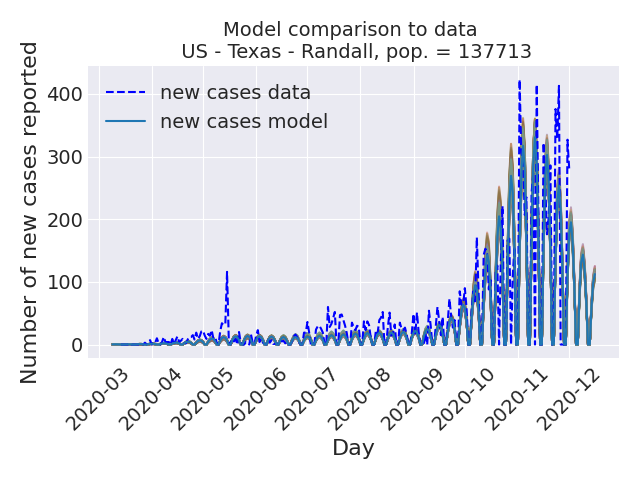 Model comparison to data
US - Texas - Randall, pop. = 137713
Number of new cases reported
400
300
200
100
0
new cases data
new cases model
2020-03
2020-04
2020-05
2020-06
2020-07
2020-08
2020-09
2020-10
2020-11
2020-12
Day